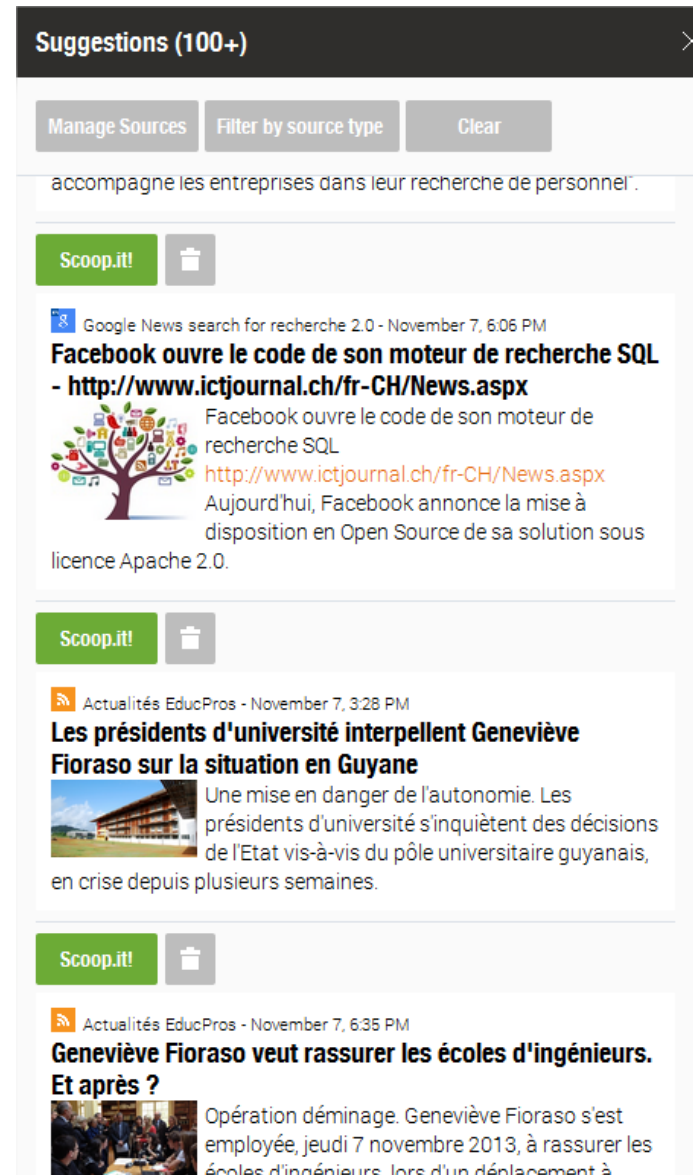 Suggestions (100+)
Manage Sources Filter by source type Clear
accompagne les entreprises dans leur recherche de personnel".
Scoop.it!
Google News search for recherche 2.0 - November 7, 6:06 PM
Facebook ouvre le code de son moteur de recherche SQL
- http://www.ictjournal.ch/fr-CH/News.aspx
Facebook ouvre le code de son moteur de
recherche SQL
http://www.ictjournal.ch/fr-CH/News.aspx
Aujourd'hui, Facebook annonce la mise à
disposition en Open Source de sa solution sous
licence Apache 2.0.
Scoop.it!
Actualités EducPros - November 7, 3:28 PM
Les présidents d'université interpellent Geneviève
Fioraso sur la situation en Guyane
Une mise en danger de l'autonomie. Les
présidents d'université s'inquiètent des décisions
de l'Etat vis-à-vis du pôle universitaire guyanais,
en crise depuis plusieurs semaines.
Scoop.it!
Actualités EducPros - November 7, 6:35 PM
Geneviève Fioraso veut rassurer les écoles d'ingénieurs.
Et après ?
Opération déminage. Geneviève Fioraso s'est
employée, jeudi 7 novembre 2013, à rassurer les
écoles d'ingénieurs, lors d'un déplacement à